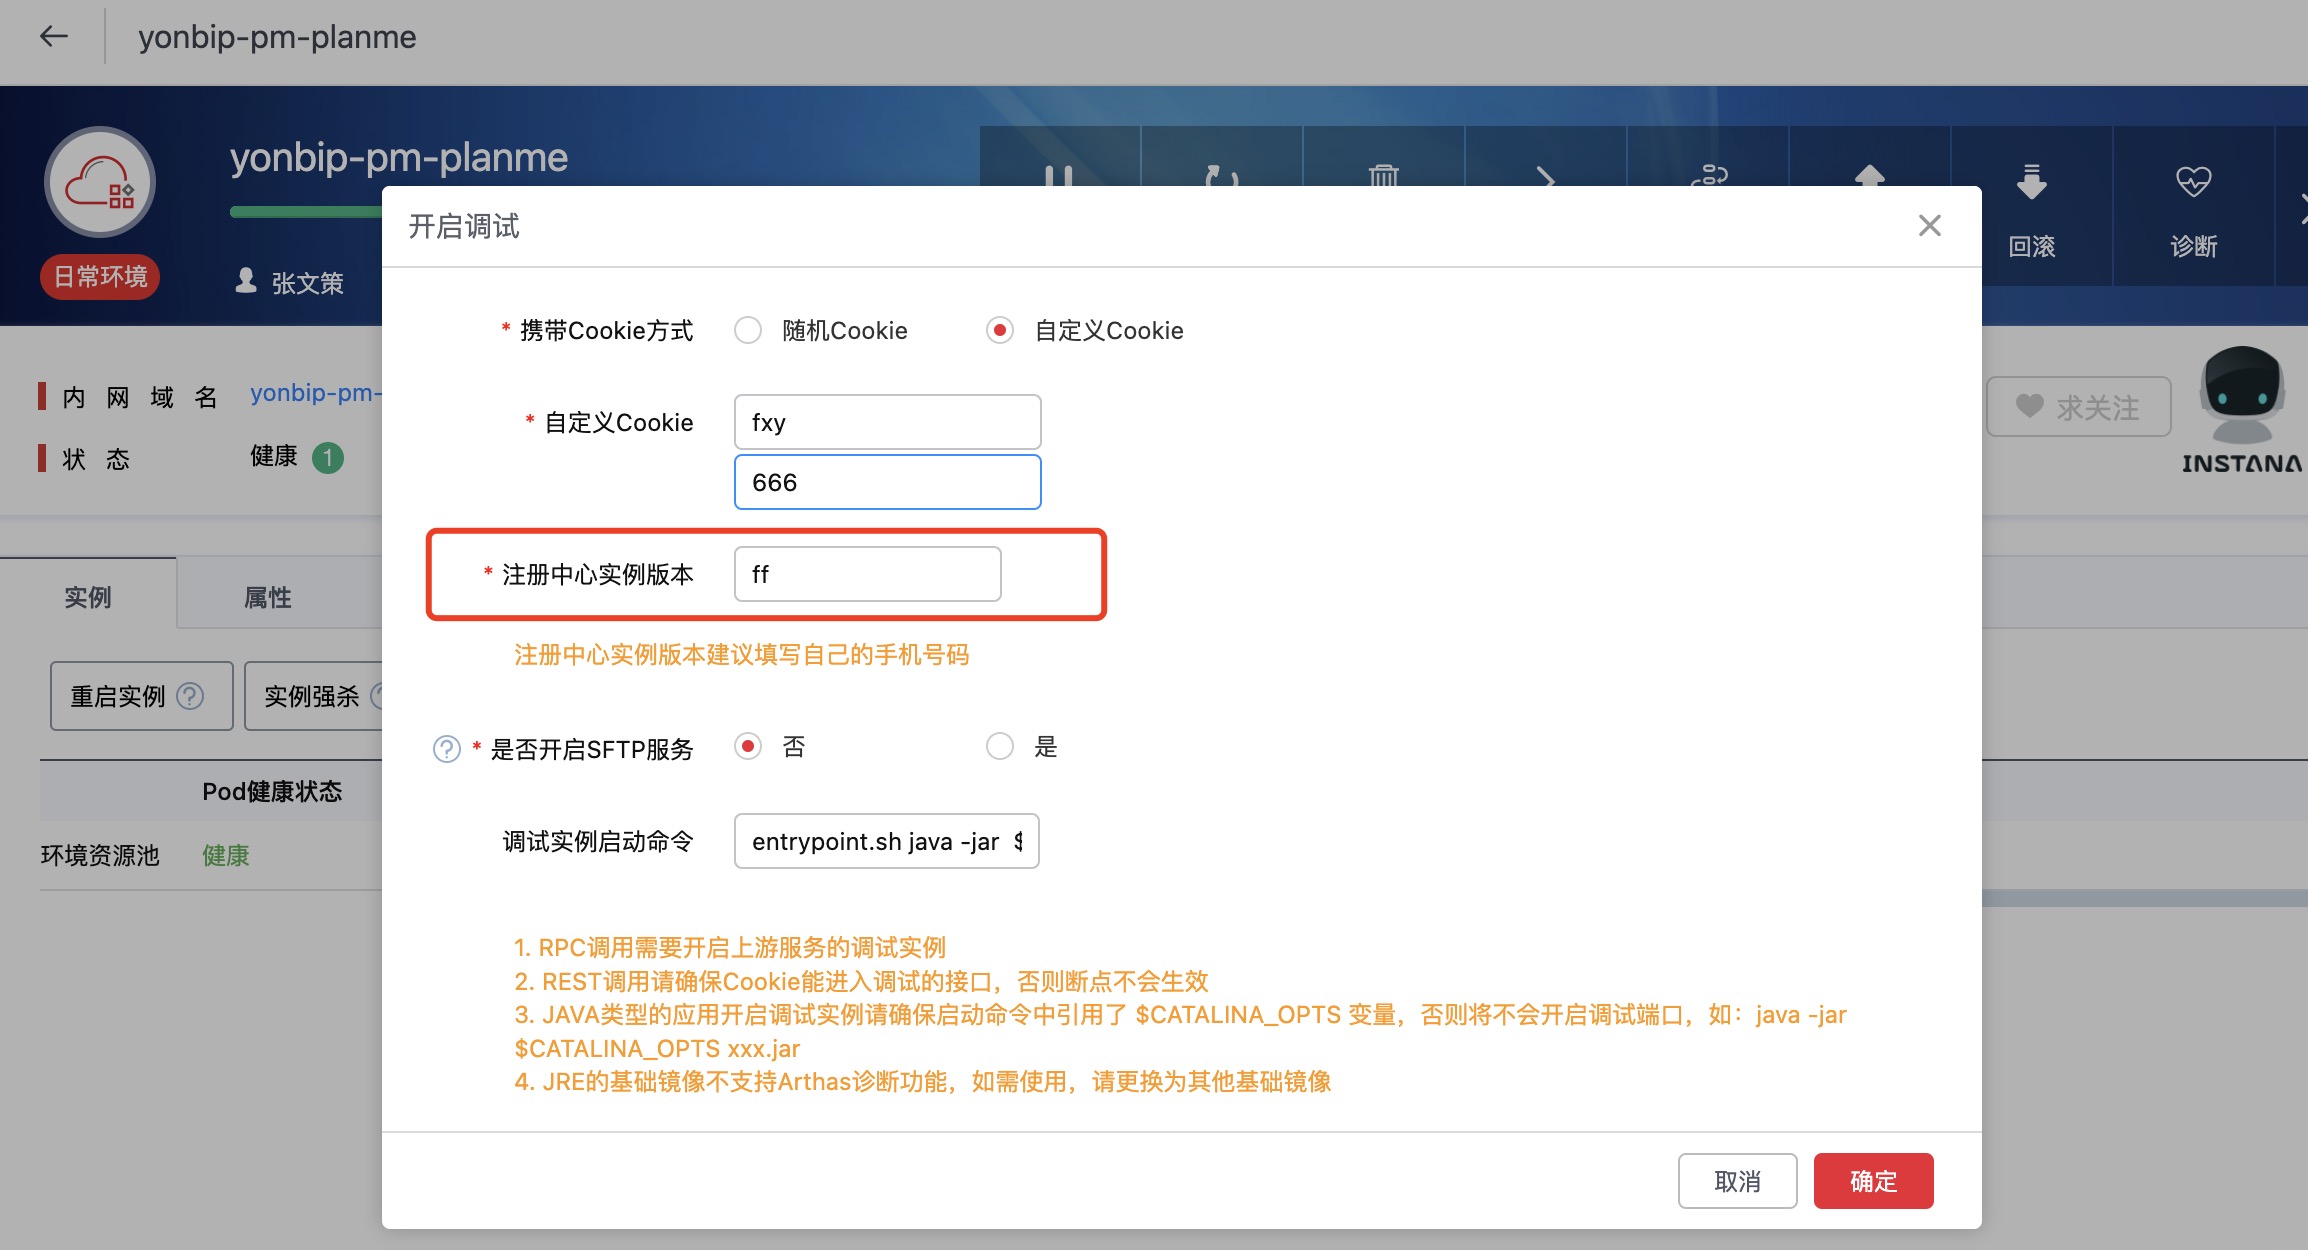 yonbip-pm-planme
yonbip-pm-planme
日常环境
张文策
回滚
诊断
开启调试
* 携带Cookie方式 随机Cookie 自定义Cookie
* 自定义Cookie fxy
666
* 注册中心实例版本 ff
注册中心实例版本建议填写自己的手机号码
? * 是否开启SFTP服务 否 是
调试实例启动命令 entrypoint.sh java -jar $
1. RPC调用需要开启上游服务的调试实例
2. REST调用请确保Cookie能进入调试的接口，否则断点不会生效
3. JAVA类型的应用开启调试实例请确保启动命令中引用了 $CATALINA_OPTS 变量，否则将不会开启调试端口，如：java -jar
$CATALINA_OPTS xxx.jar
4. JRE的基础镜像不支持Arthas诊断功能，如需使用，请更换为其他基础镜像
取消 确定
内网域名 yonbip-pm-
状态 健康 1
求关注
INSTANA
实例 属性
重启实例 ? 实例强杀 ?
Pod健康状态
环境资源池 健康